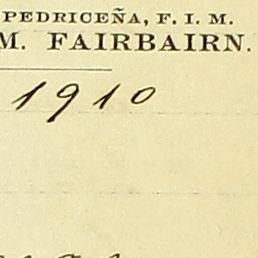 PEDRICEÑA, F. I. M.
M. FAIRBAIRN.
1910